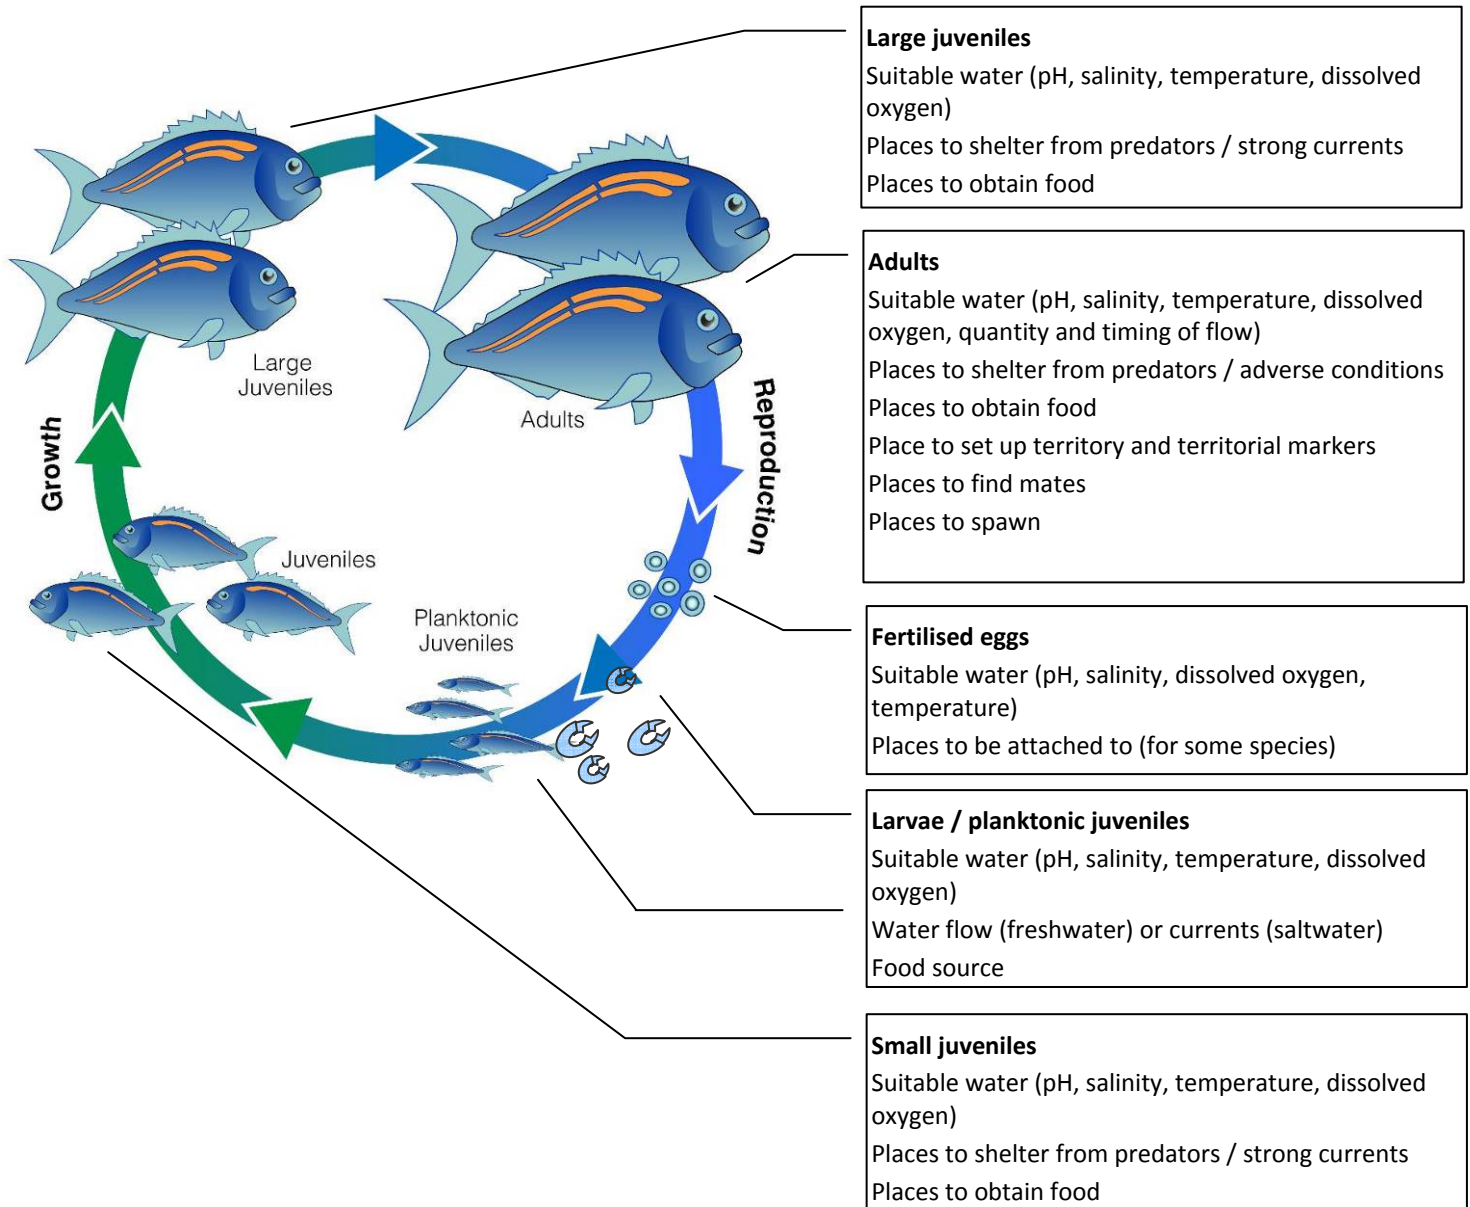 Large juveniles
Suitable water (pH, salinity, temperature, dissolved
oxygen)
Places to shelter from predators / strong currents
Places to obtain food
Adults
Suitable water (pH, salinity, temperature, dissolved
oxygen, quantity and timing of flow)
Places to shelter from predators / adverse conditions
Places to obtain food
Place to set up territory and territorial markers
Places to find mates
Places to spawn
Fertilised eggs
Suitable water (pH, salinity, dissolved oxygen,
temperature)
Places to be attached to (for some species)
Larvae / planktonic juveniles
Suitable water (pH, salinity, temperature, dissolved
oxygen)
Water flow (freshwater) or currents (saltwater)
Food source
Small juveniles
Suitable water (pH, salinity, temperature, dissolved
oxygen)
Places to shelter from predators / strong currents
Places to obtain food
Large
Juveniles
Adults
Reproduction
Growth
Juveniles
Planktonic
Juveniles